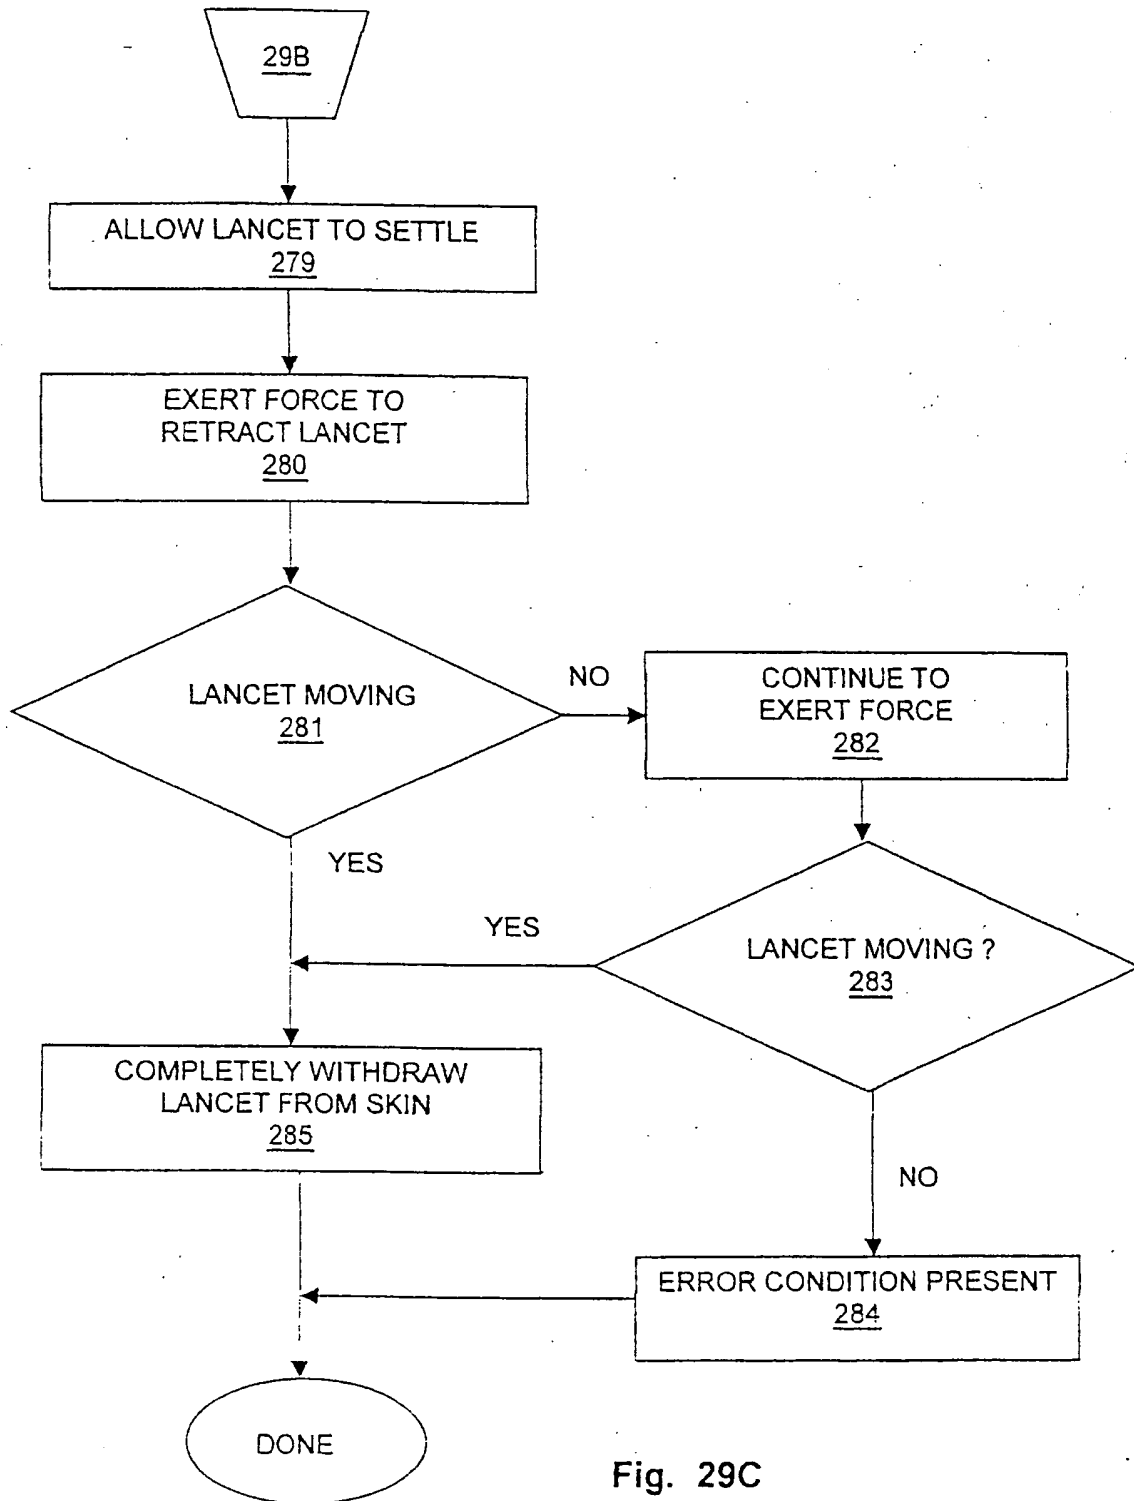 29B
ALLOW LANCET TO SETTLE
279
EXERT FORCE TO
RETRACT LANCET
280
LANCET MOVING
281
NO
CONTINUE TO
EXERT FORCE
282
YES
YES
LANCET MOVING ?
283
COMPLETELY WITHDRAW
LANCET FROM SKIN
285
NO
ERROR CONDITION PRESENT
284
DONE
Fig. 29C